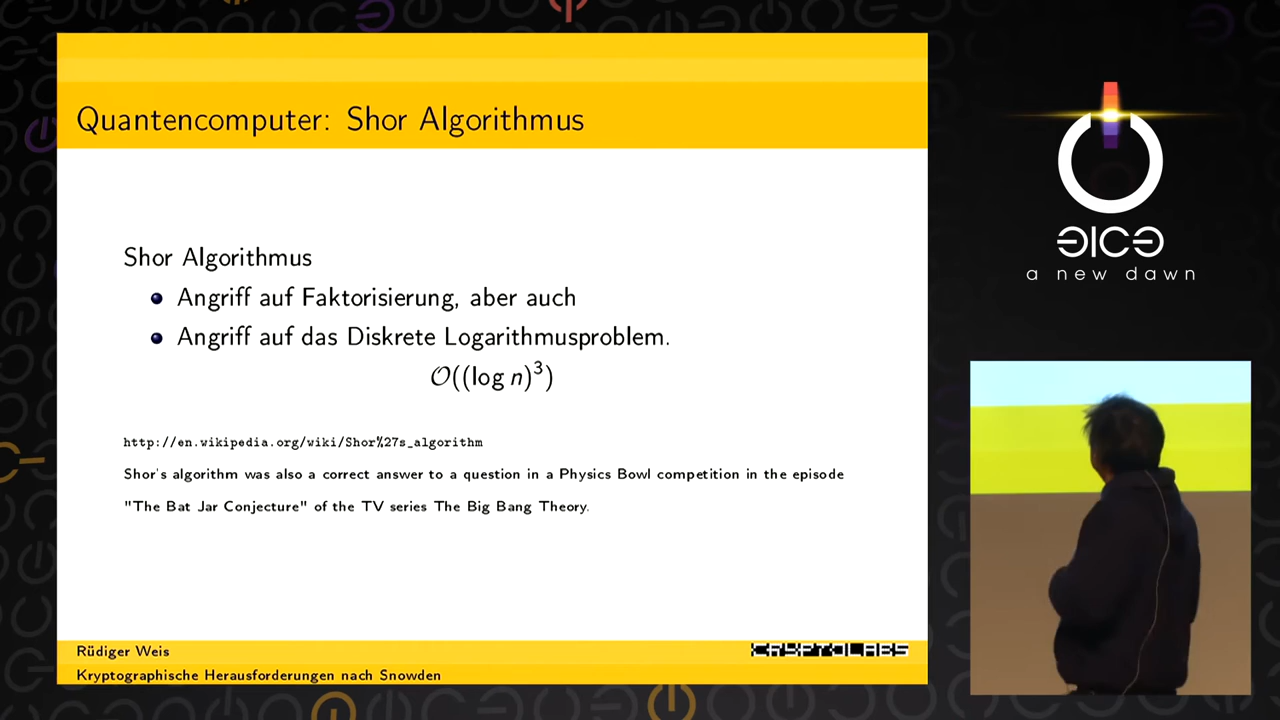 Quantencomputer: Shor Algorithmus
Shor Algorithmus
Angriff auf Faktorisierung, aber auch
Angriff auf das Diskrete Logarithmusproblem.
𝒪((log n)³)
http://en.wikipedia.org/wiki/Shor%27s_algorithm
Shor's algorithm was also a correct answer to a question in a Physics Bowl competition in the episode
"The Bat Jar Conjecture" of the TV series The Big Bang Theory.
Rüdiger Weis
CRYPTOLABS
Kryptographische Herausforderungen nach Snowden
31C3
a new dawn